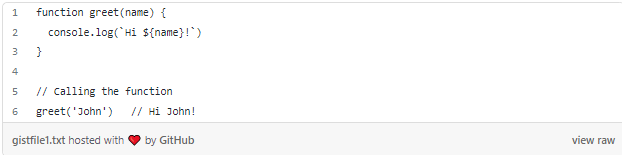 1 function greet(name) {
2 console.log(`Hi ${name}!`)
3 }
4
5 // Calling the function
6 greet('John') // Hi John!
gistfile1.txt hosted with ❤ by GitHub view raw